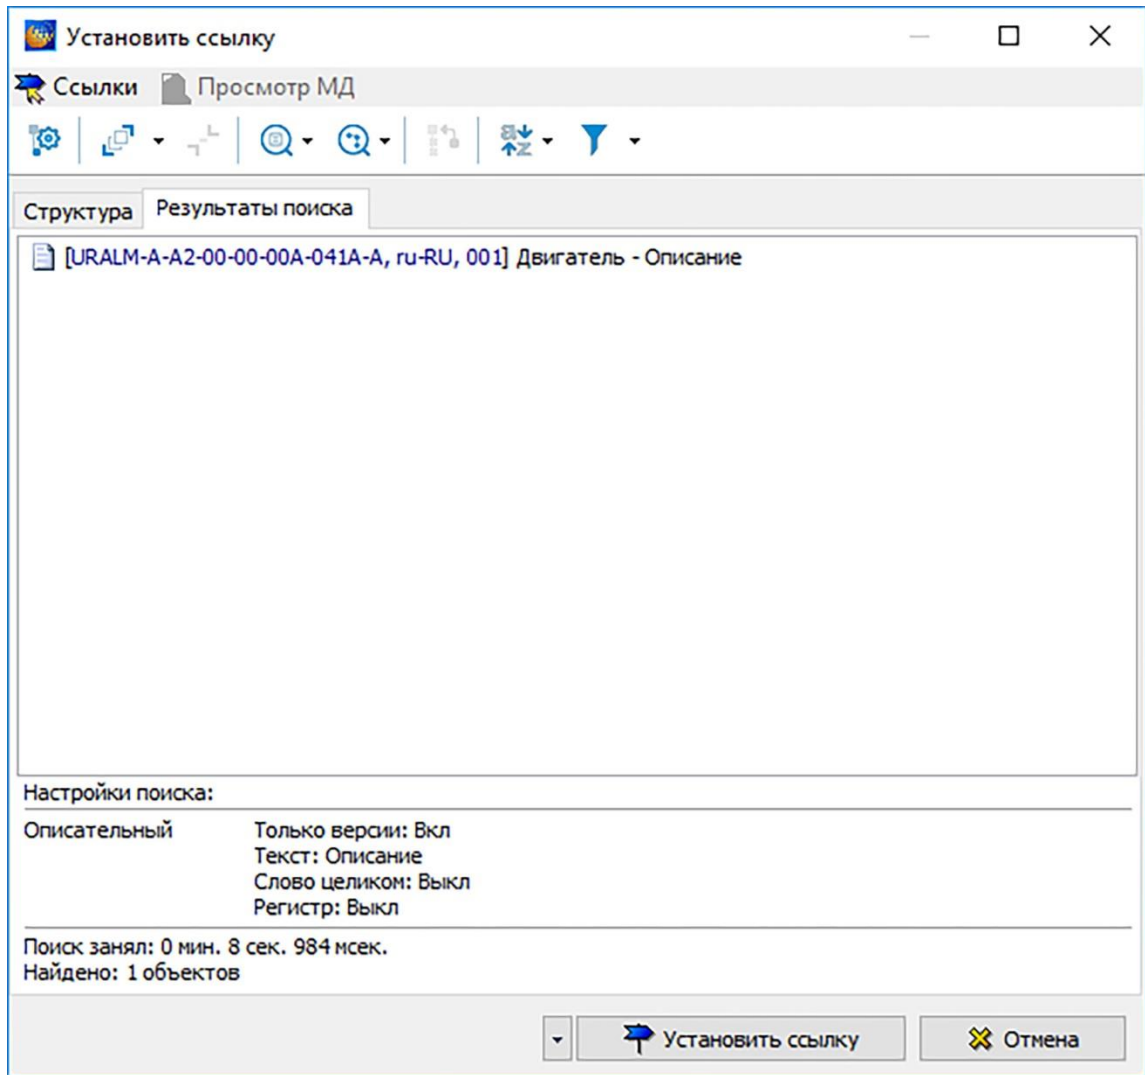 Установить ссылку
Ссылки Просмотр МД
Структура Результаты поиска
[URALM-A-A2-00-00-00A-041A-A, ru-RU, 001] Двигатель - Описание
Настройки поиска:
Описательный Только версии: Вкл
Текст: Описание
Слово целиком: Выкл
Регистр: Выкл
Поиск занял: 0 мин. 8 сек. 984 мсек.
Найдено: 1 объектов
Установить ссылку Отмена